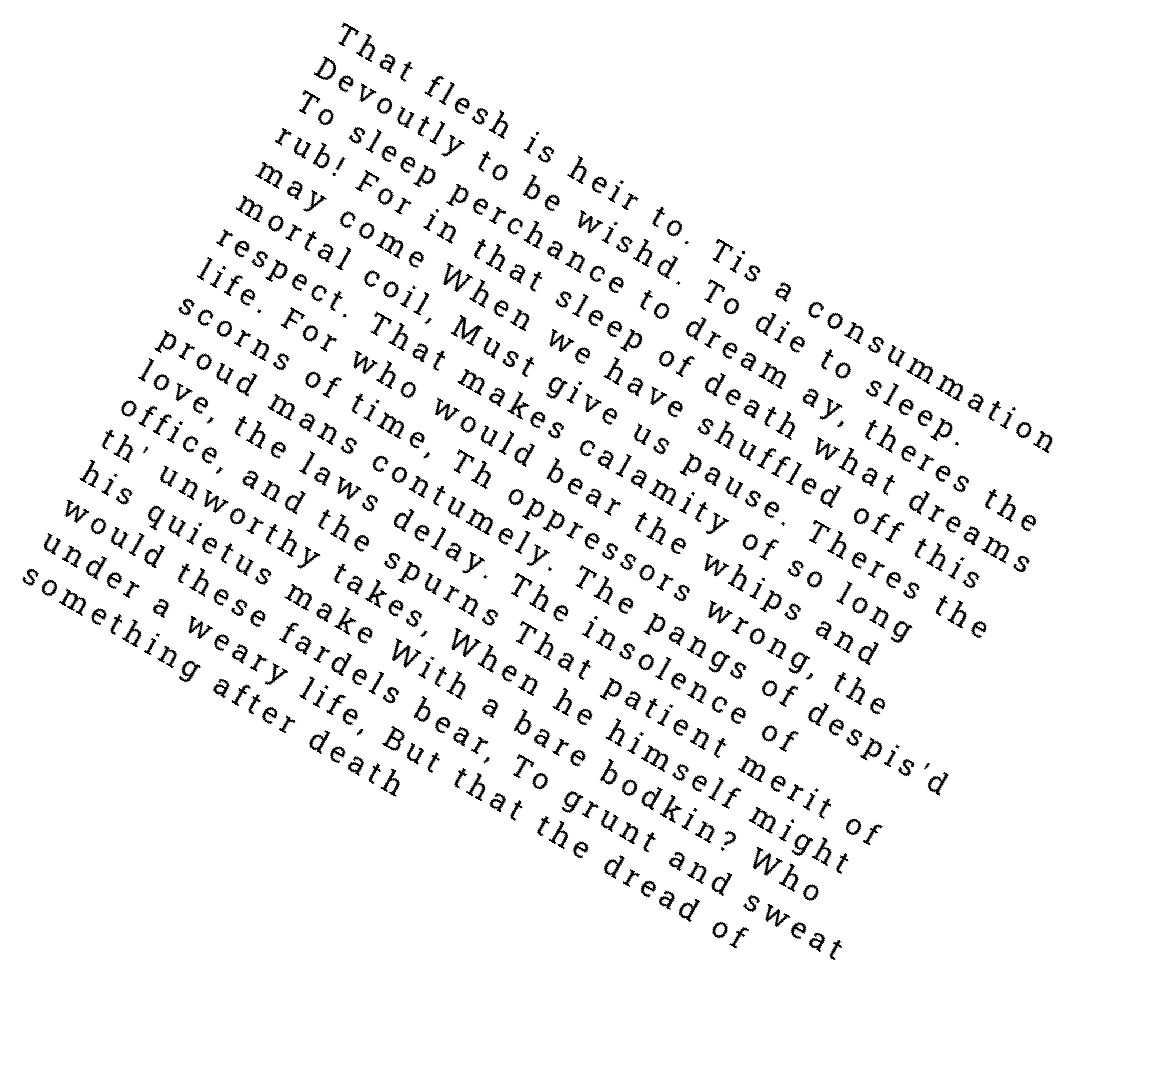 That flesh is heir to. Tis a consummation
Devoutly to be wishd. To die to sleep.
To sleep perchance to dream ay, theres the
rub! For in that sleep of death what dreams
may come When we have shuffled off this
mortal coil, Must give us pause. Theres the
respect. That makes calamity of so long
life. For who would bear the whips and
scorns of time, Th oppressors wrong, the
proud mans contumely. The pangs of despis'd
love, the laws delay. The insolence of
office, and the spurns That patient merit of
th' unworthy takes, When he himself might
his quietus make With a bare bodkin? Who
would these fardels bear, To grunt and sweat
under a weary life, But that the dread of
something after death